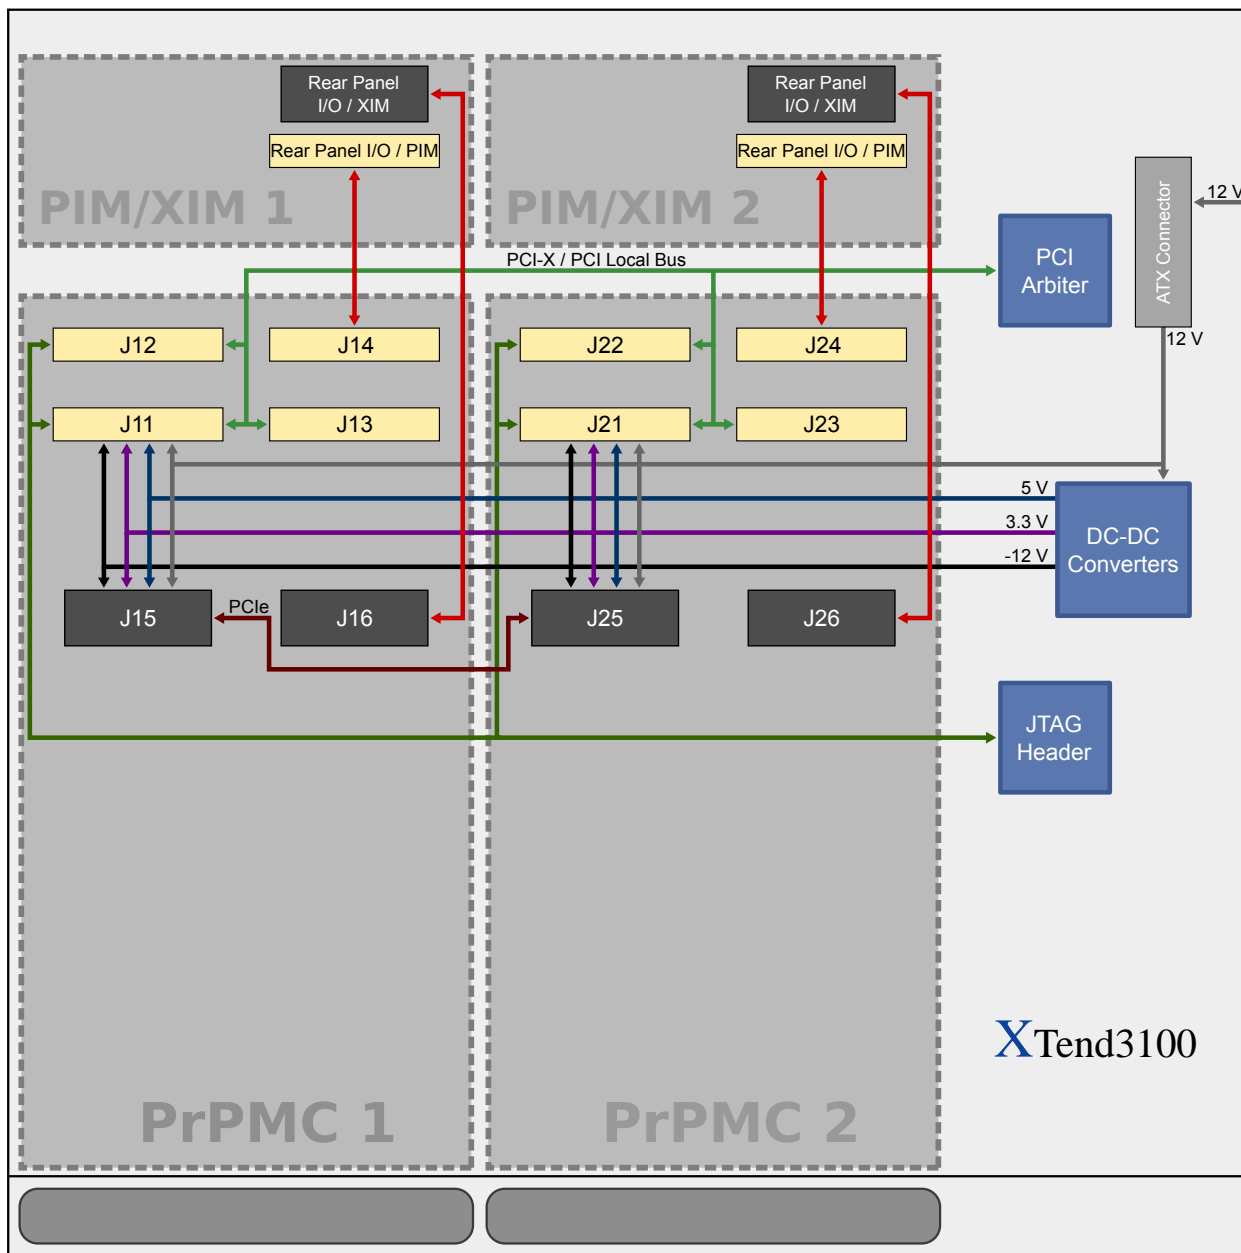 Rear Panel
I/O / XIM
Rear Panel
I/O / XIM
Rear Panel I/O / PIM
Rear Panel I/O / PIM
PIM/XIM 1
PIM/XIM 2
12 V
ATX Connector
PCI-X / PCI Local Bus
PCI
Arbiter
J12
J14
J22
J24
12 V
J11
J13
J21
J23
5 V
3.3 V
-12 V
DC-DC
Converters
J15
PCIe
J16
J25
J26
JTAG
Header
XTend3100
PrPMC 1
PrPMC 2